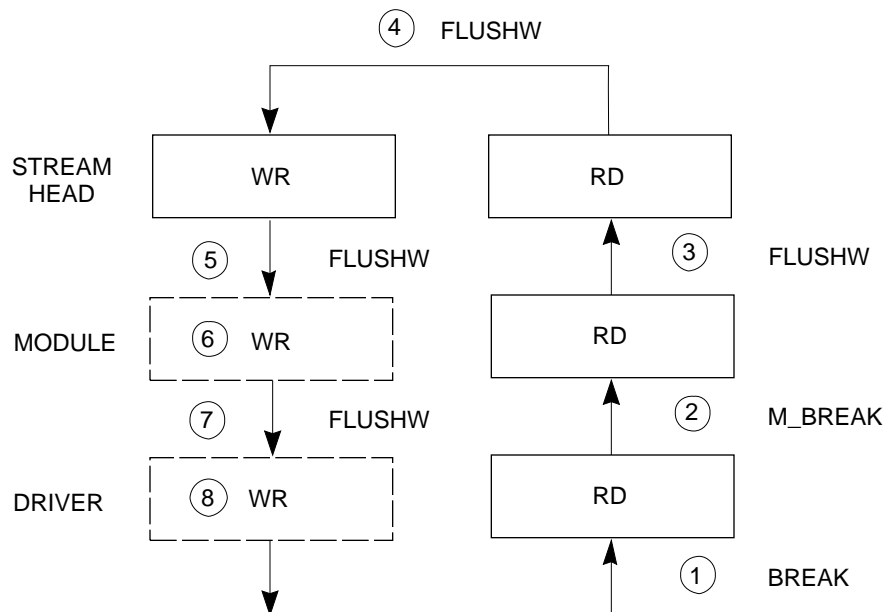 4 FLUSHW
STREAM
HEAD
WR
RD
5 FLUSHW
3 FLUSHW
MODULE
6 WR
RD
7 FLUSHW
2 M_BREAK
DRIVER
8 WR
RD
1 BREAK